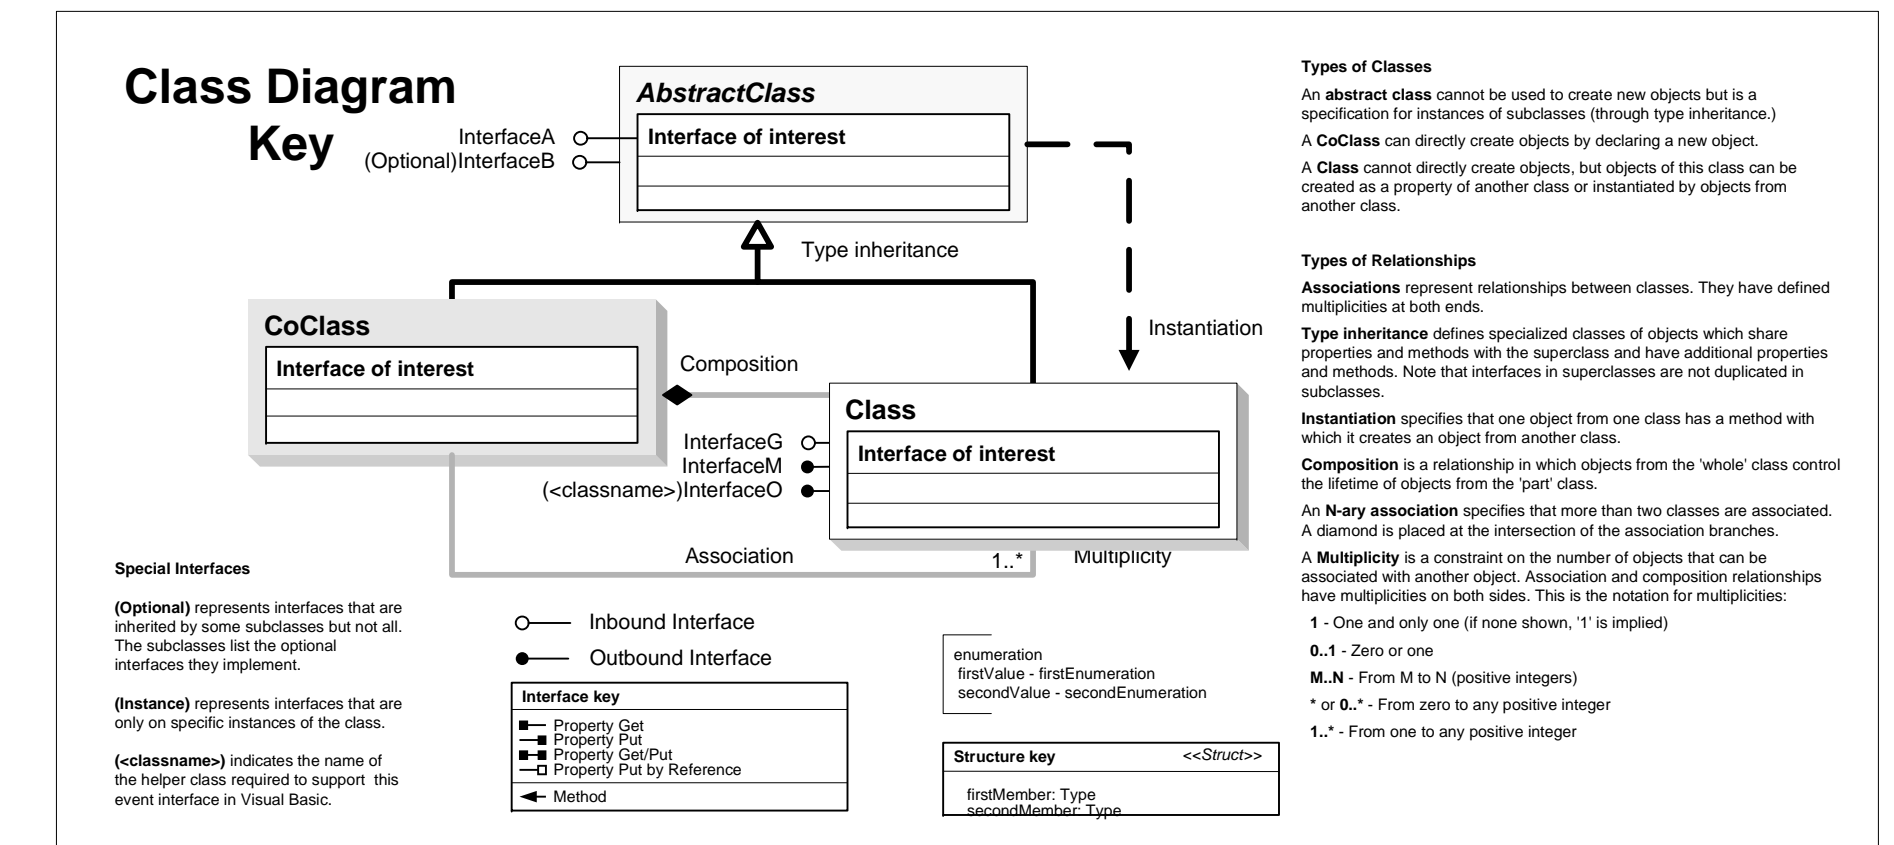 Class Diagram
Key
AbstractClass
Interface of interest
InterfaceA
(Optional)InterfaceB
Type inheritance
Instantiation
CoClass
Interface of interest
Composition
Class
Interface of interest
InterfaceG
InterfaceM
(<classname>)InterfaceO
Association
1..*
Multiplicity
Special Interfaces
(Optional) represents interfaces that are
inherited by some subclasses but not all.
The subclasses list the optional
interfaces they implement.
(Instance) represents interfaces that are
only on specific instances of the class.
(<classname>) indicates the name of
the helper class required to support this
event interface in Visual Basic.
Inbound Interface
Outbound Interface
Interface key
Property Get
Property Put
Property Get/Put
Property Put by Reference
Method
enumeration
firstValue - firstEnumeration
secondValue - secondEnumeration
Structure key <<Struct>>
firstMember: Type
secondMember: Type
Types of Classes
An abstract class cannot be used to create new objects but is a
specification for instances of subclasses (through type inheritance.)
A CoClass can directly create objects by declaring a new object.
A Class cannot directly create objects, but objects of this class can be
created as a property of another class or instantiated by objects from
another class.
Types of Relationships
Associations represent relationships between classes. They have defined
multiplicities at both ends.
Type inheritance defines specialized classes of objects which share
properties and methods with the superclass and have additional properties
and methods. Note that interfaces in superclasses are not duplicated in
subclasses.
Instantiation specifies that one object from one class has a method with
which it creates an object from another class.
Composition is a relationship in which objects from the 'whole' class control
the lifetime of objects from the 'part' class.
An N-ary association specifies that more than two classes are associated.
A diamond is placed at the intersection of the association branches.
A Multiplicity is a constraint on the number of objects that can be
associated with another object. Association and composition relationships
have multiplicities on both sides. This is the notation for multiplicities:
1 - One and only one (if none shown, '1' is implied)
0..1 - Zero or one
M..N - From M to N (positive integers)
* or 0..* - From zero to any positive integer
1..* - From one to any positive integer